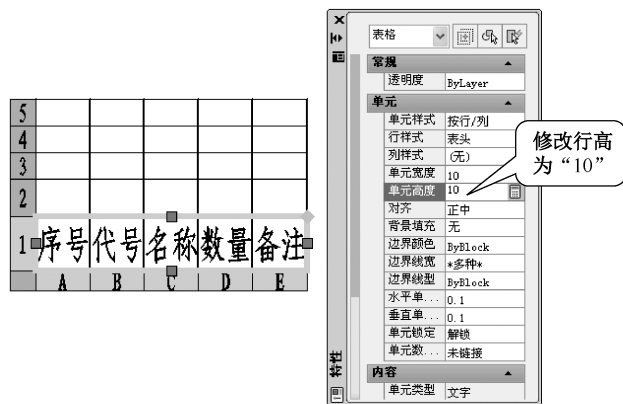 5
4
3
2
1 序号 代号 名称 数量 备注
A B C D E
特性
表格
常规
透明度 ByLayer
单元
单元样式 按行/列
行样式 表头
列样式 (无)
单元宽度 10
单元高度 10
对齐 正中
背景填充 无
边界颜色 ByBlock
边界线宽 *多种*
边界线型 ByBlock
水平单... 0.1
垂直单... 0.1
单元锁定 解锁
单元数... 未链接
内容
单元类型 文字
修改行高
为“10”